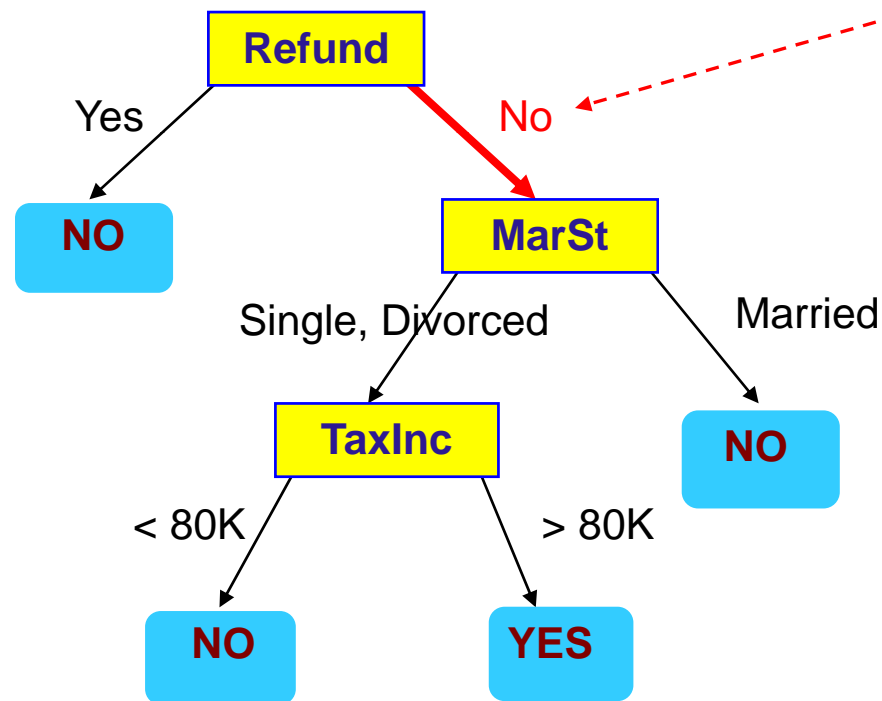 Refund
Yes
No
NO
MarSt
Single, Divorced
Married
TaxInc
NO
< 80K
> 80K
NO
YES